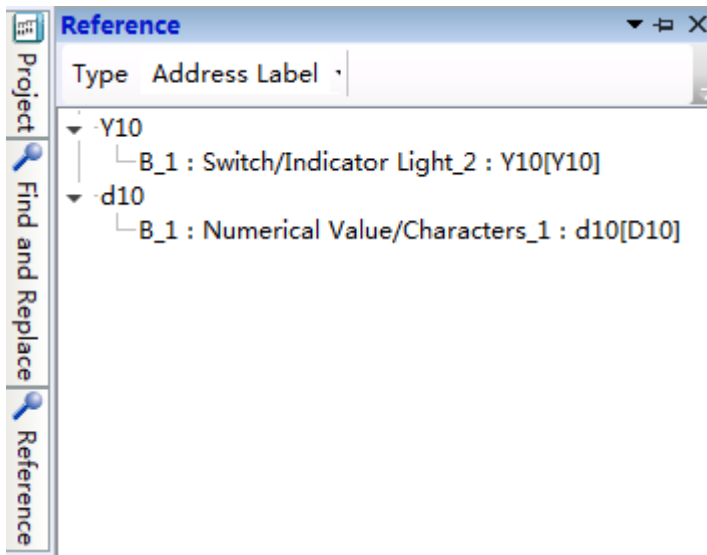 Reference
Type Address Label
Y10
B_1 : Switch/Indicator Light_2 : Y10[Y10]
d10
B_1 : Numerical Value/Characters_1 : d10[D10]
Project
Find and Replace
Reference